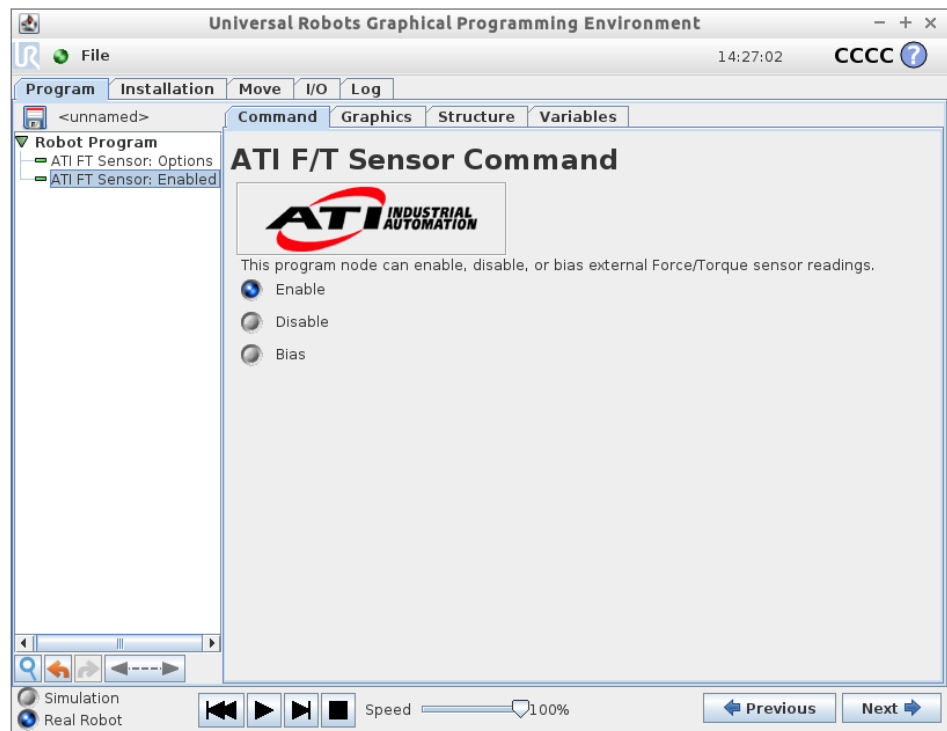 Universal Robots Graphical Programming Environment
File
14:27:02
CCCC
?
Program
Installation
Move
I/O
Log
<unnamed>
Command
Graphics
Structure
Variables
Robot Program
ATI FT Sensor: Options
ATI FT Sensor: Enabled
ATI F/T Sensor Command
ATI INDUSTRIAL
AUTOMATION
This program node can enable, disable, or bias external Force/Torque sensor readings.
Enable
Disable
Bias
Simulation
Real Robot
Speed
100%
Previous
Next